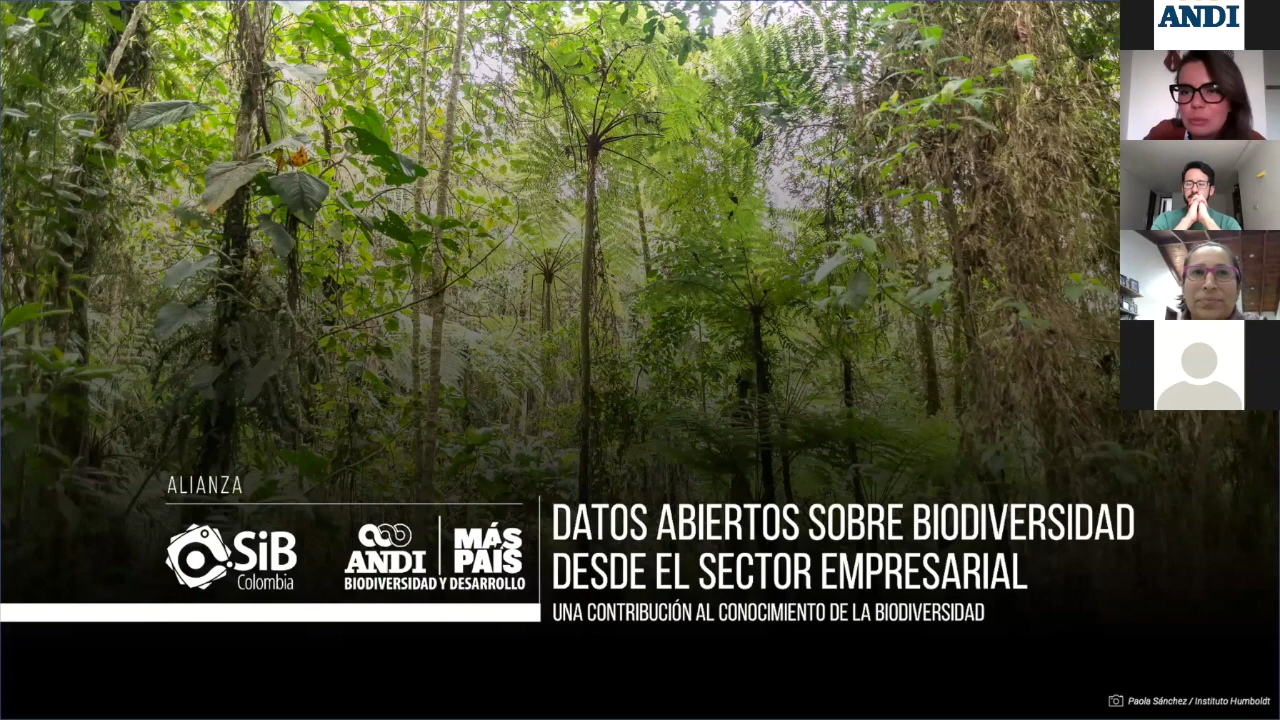 ANDI
ALIANZA
SiB
Colombia
ANDI
BIODIVERSIDAD Y DESARROLLO
MÁS
PAÍS
DATOS ABIERTOS SOBRE BIODIVERSIDAD
DESDE EL SECTOR EMPRESARIAL
UNA CONTRIBUCIÓN AL CONOCIMIENTO DE LA BIODIVERSIDAD
Paola Sánchez / Instituto Humboldt